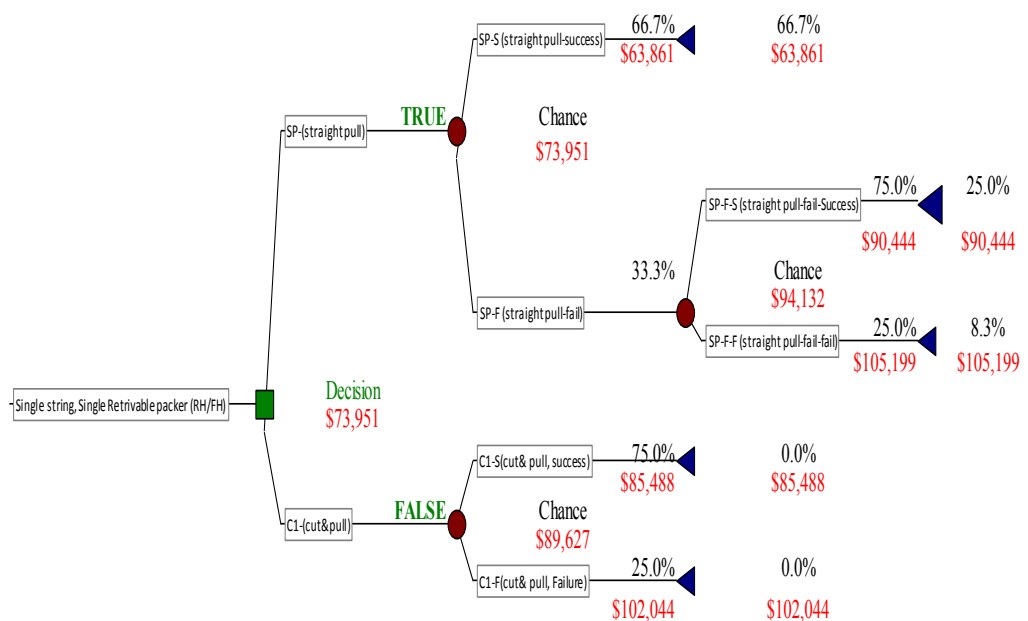 66.7% 66.7%
SP-S (straight pull-success)
$63,861 $63,861
TRUE Chance
SP-(straight pull)
$73,951
75.0% 25.0%
SP-F-S (straight pull-fail-Success)
$90,444 $90,444
33.3% Chance
$94,132
SP-F (straight pull-fail)
25.0% 8.3%
SP-F-F (straight pull-fail-fail)
$105,199 $105,199
Decision
Single string, Single Retrivable packer (RH/FH)
$73,951
75.0% 0.0%
C1-S(cut& pull, success)
$85,488 $85,488
FALSE Chance
C1-(cut&pull)
$89,627
25.0% 0.0%
C1-F(cut& pull, Failure)
$102,044 $102,044